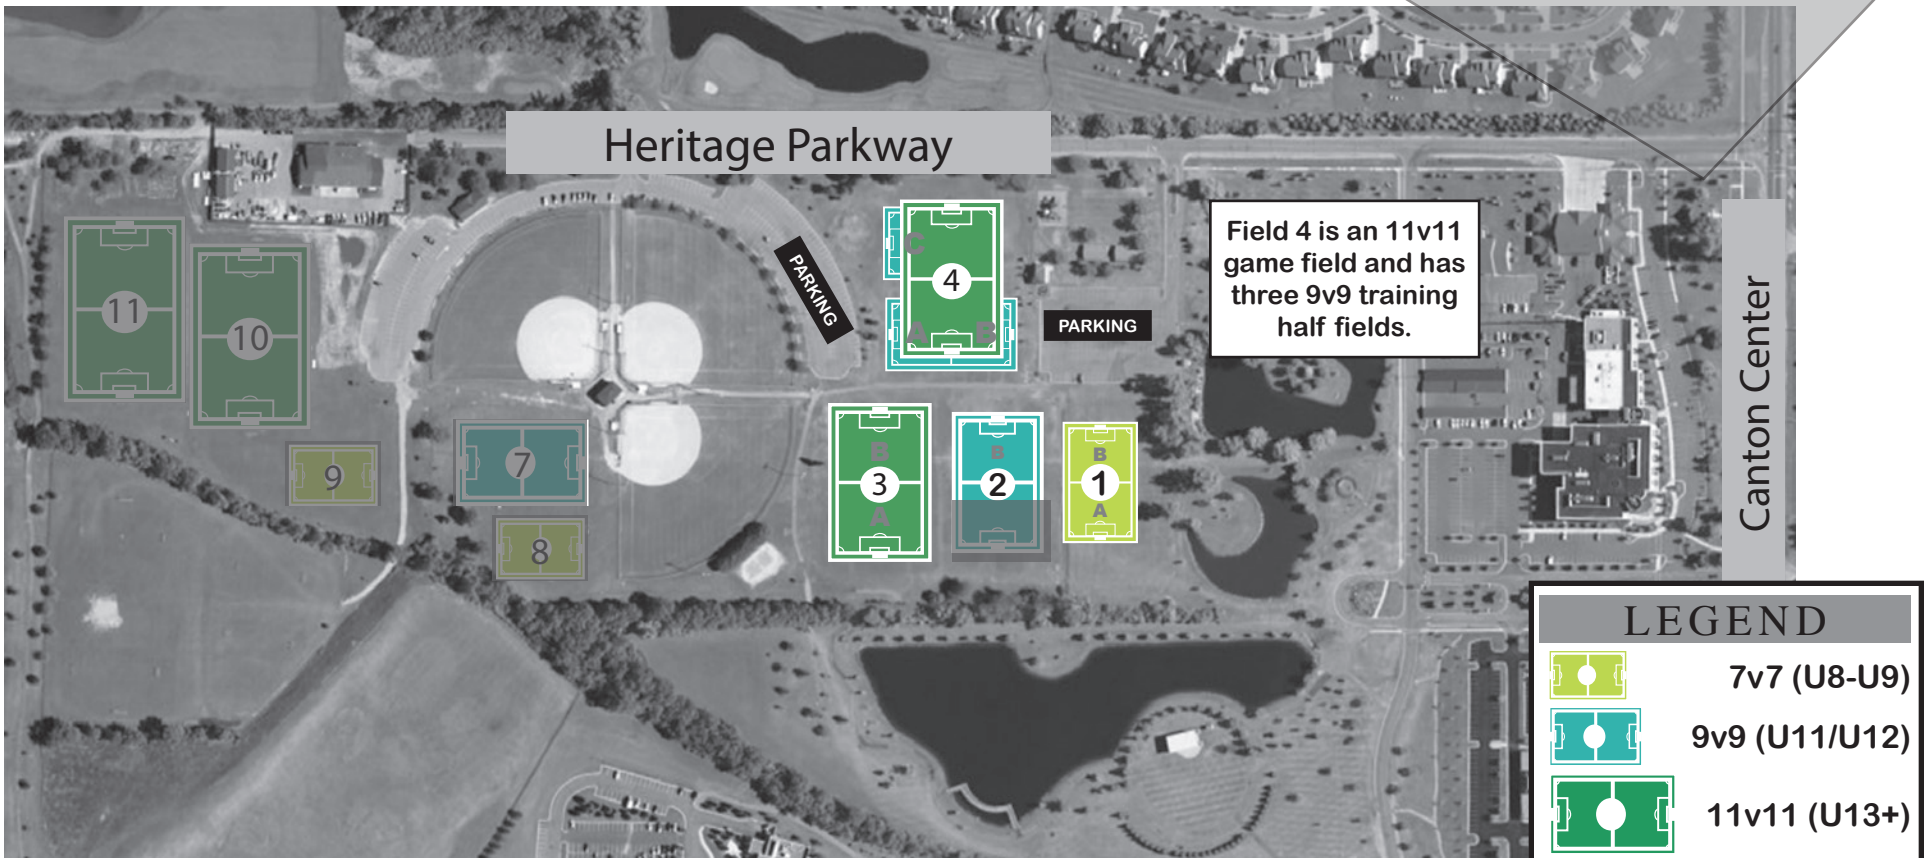 Heritage Parkway
11
10
9
7
8
PARKING
C
4
A B
PARKING
Field 4 is an 11v11
game field and has
three 9v9 training
half fields.
Canton Center
B
3
A
B
2
B
1
A
LEGEND
7v7 (U8-U9)
9v9 (U11/U12)
11v11 (U13+)